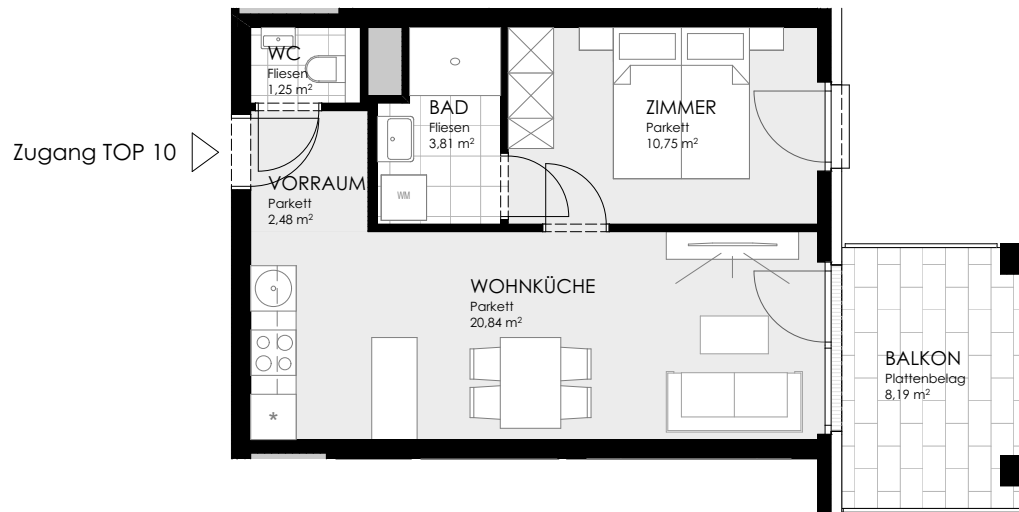 WC
Fliesen
1,25 m²
BAD
Fliesen
3,81 m²
ZIMMER
Parkett
10,75 m²
Zugang TOP 10
VORRAUM
Parkett
2,48 m²
WM
WOHNKÜCHE
Parkett
20,84 m²
BALKON
Plattenbelag
8,19 m²
*